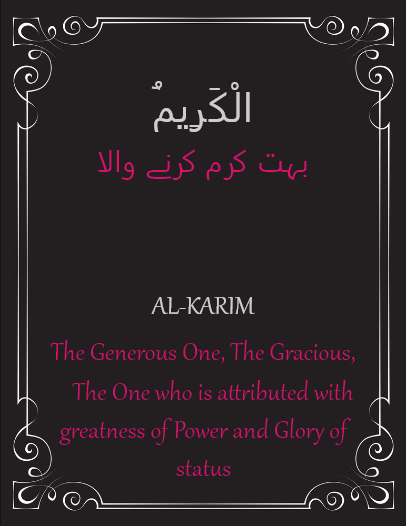 الْكَرِيمُ
بہت کرم کرنے والا
AL-KARIM
The Generous One, The Gracious,
The One who is attributed with
greatness of Power and Glory of
status